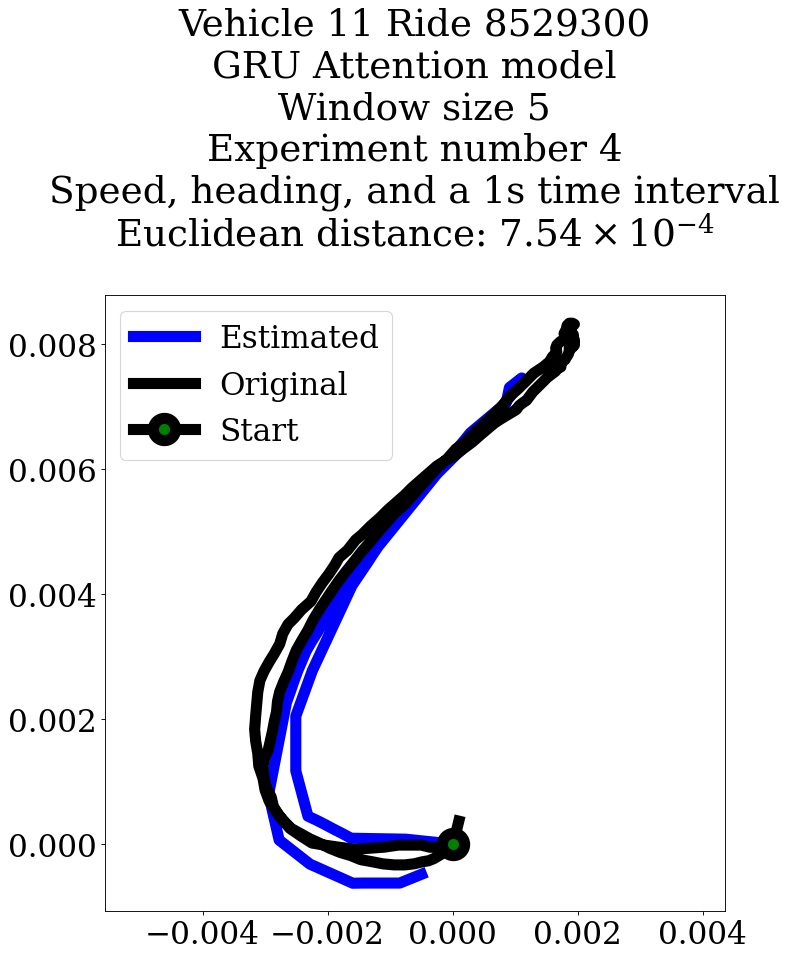 Vehicle 11 Ride 8529300
GRU Attention model
Window size 5
Experiment number 4
Speed, heading, and a 1s time interval
Euclidean distance: 7.54 × 10⁻⁴
Estimated
Original
Start
0.008
0.006
0.004
0.002
0.000
−0.004 −0.002 0.000 0.002 0.004